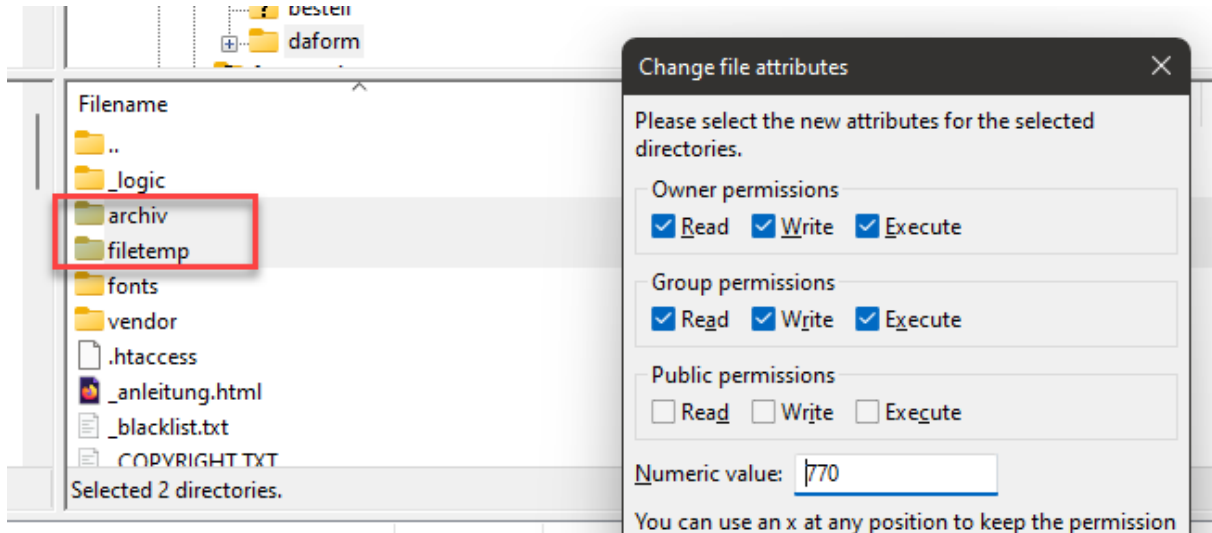 bestell
daform
Filename
..
_logic
archiv
filetemp
fonts
vendor
.htaccess
_anleitung.html
_blacklist.txt
_COPYRIGHT.TXT
Selected 2 directories.
Change file attributes
Please select the new attributes for the selected
directories.
Owner permissions
Read Write Execute
Group permissions
Read Write Execute
Public permissions
Read Write Execute
Numeric value: 770
You can use an x at any position to keep the permission